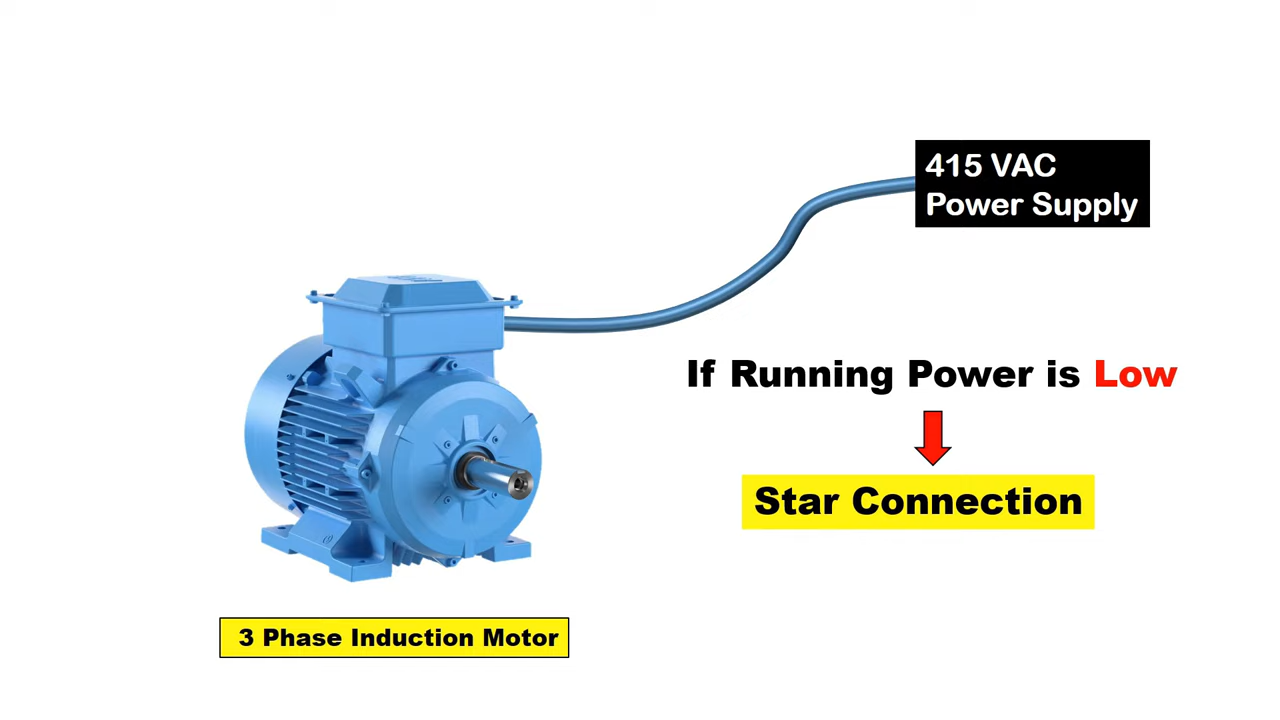 415 VAC
Power Supply
If Running Power is Low
Star Connection
3 Phase Induction Motor